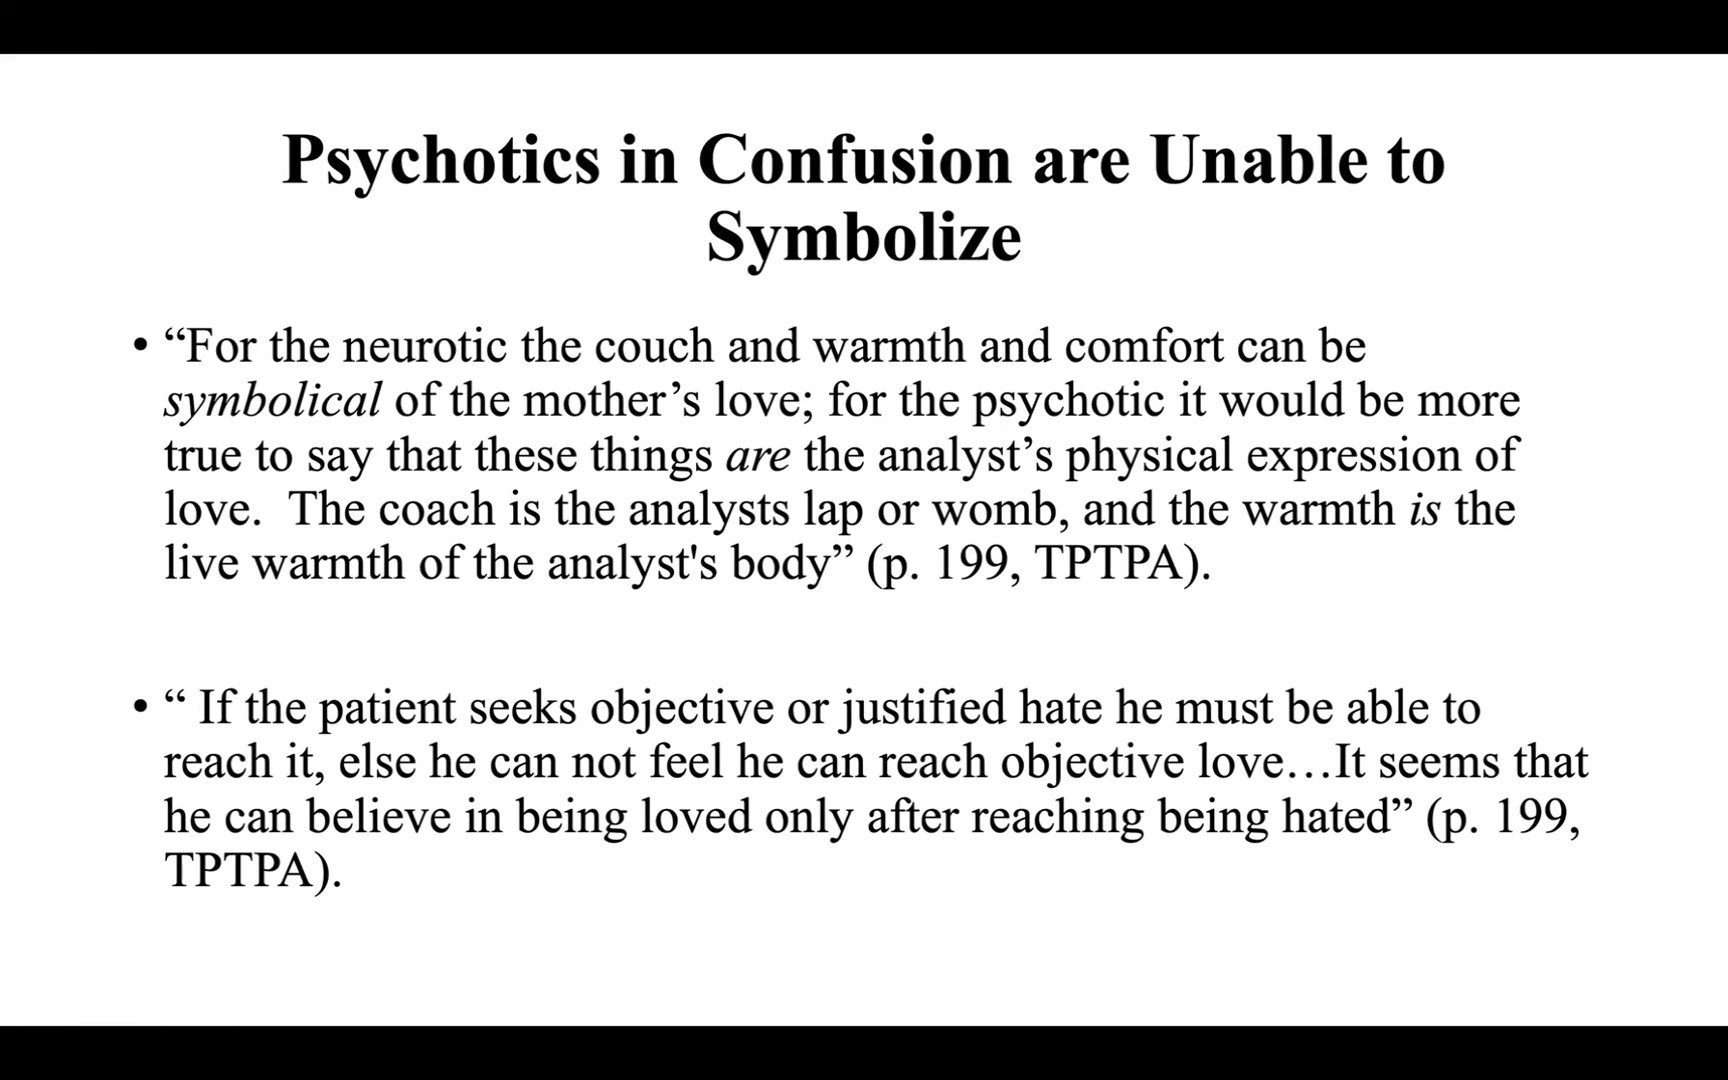 Psychotics in Confusion are Unable to
Symbolize
• “For the neurotic the couch and warmth and comfort can be
symbolical of the mother’s love; for the psychotic it would be more
true to say that these things are the analyst’s physical expression of
love.  The coach is the analysts lap or womb, and the warmth is the
live warmth of the analyst's body” (p. 199, TPTPA).
• “ If the patient seeks objective or justified hate he must be able to
reach it, else he can not feel he can reach objective love…It seems that
he can believe in being loved only after reaching being hated” (p. 199,
TPTPA).